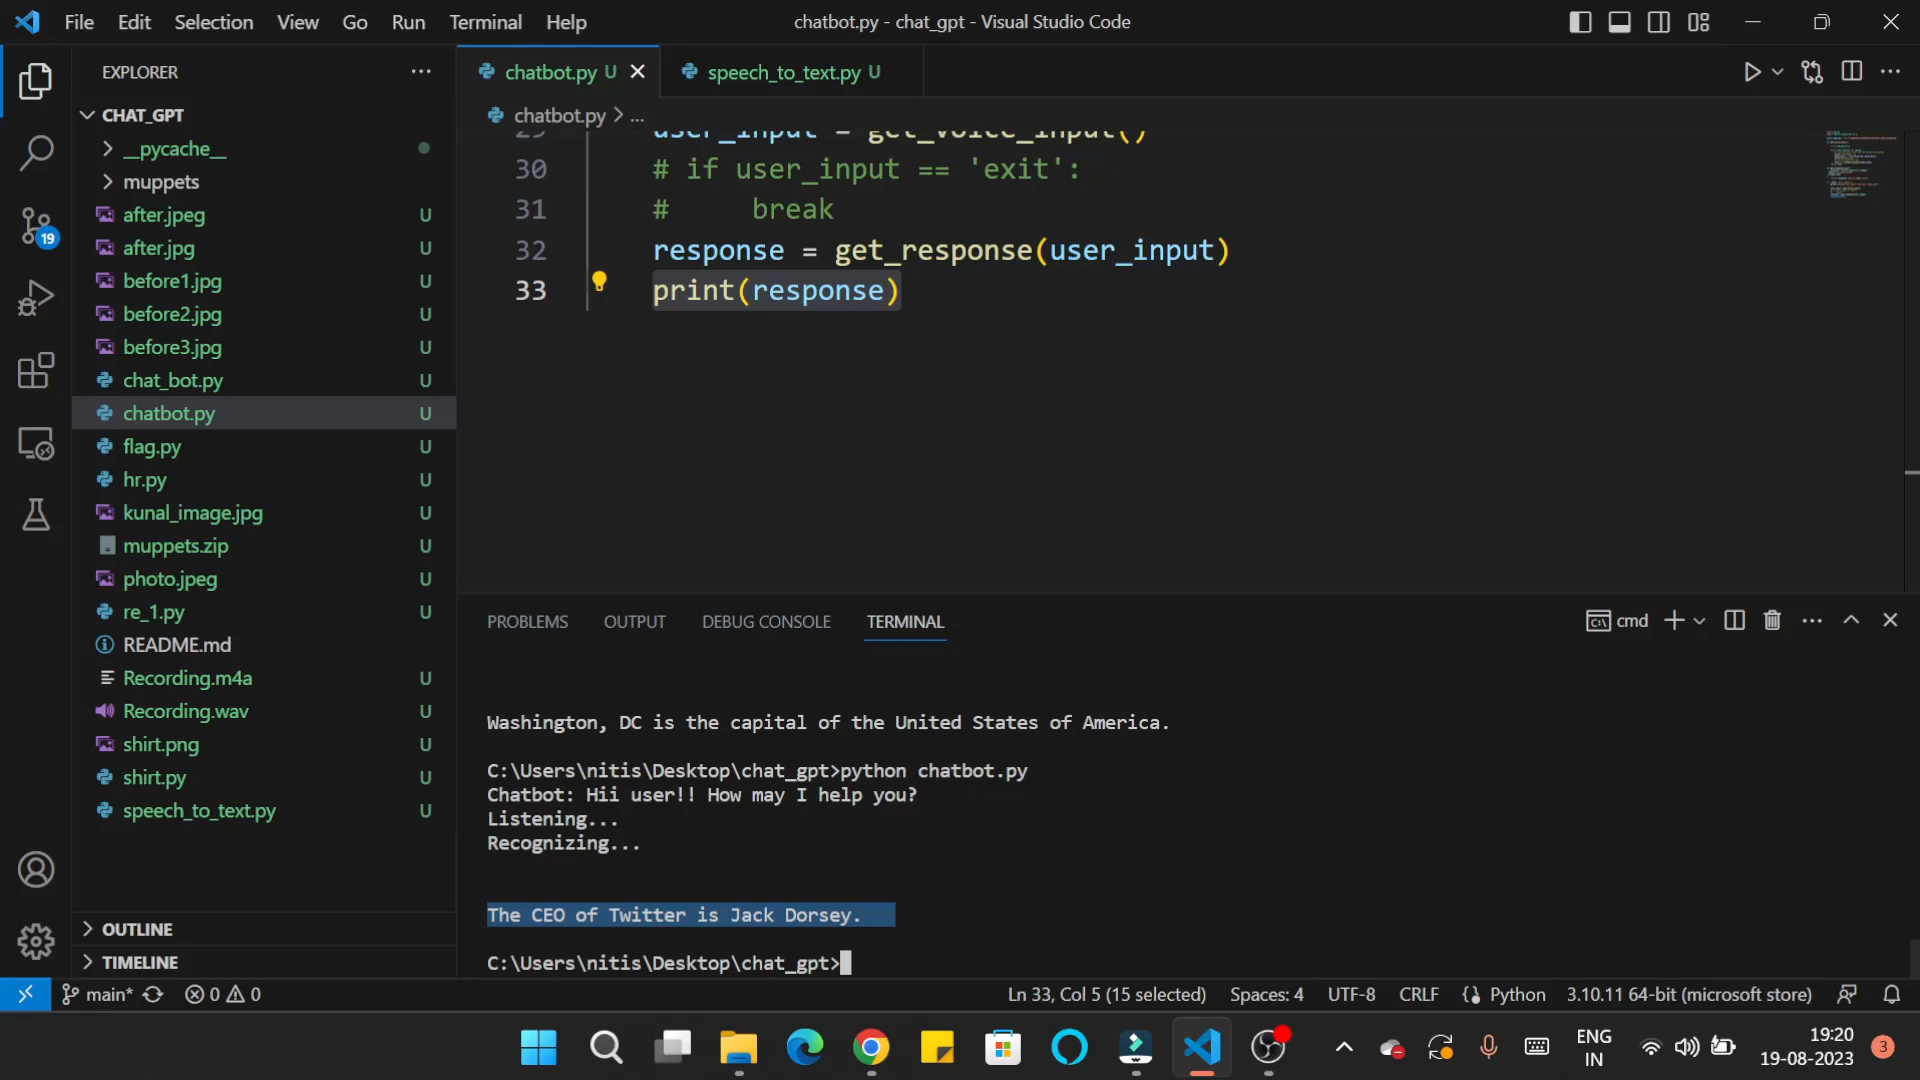 File Edit Selection View Go Run Terminal Help
chatbot.py - chat_gpt - Visual Studio Code
EXPLORER
chatbot.py U
speech_to_text.py U
CHAT_GPT
chatbot.py > ...
__pycache__
muppets
after.jpeg U
after.jpg U
before1.jpg U
before2.jpg U
before3.jpg U
chat_bot.py U
chatbot.py U
flag.py U
hr.py U
kunal_image.jpg U
muppets.zip U
photo.jpeg U
re_1.py U
README.md
Recording.m4a U
Recording.wav U
shirt.png U
shirt.py U
speech_to_text.py U
OUTLINE
TIMELINE
19
29 user_input = get_voice_input()
30 # if user_input == 'exit':
31 #     break
32 response = get_response(user_input)
33 print(response)
PROBLEMS OUTPUT DEBUG CONSOLE TERMINAL
cmd
Washington, DC is the capital of the United States of America.
C:\Users\nitis\Desktop\chat_gpt>python chatbot.py
Chatbot: Hii user!! How may I help you?
Listening...
Recognizing...
The CEO of Twitter is Jack Dorsey.
C:\Users\nitis\Desktop\chat_gpt>
main* 0 0
Ln 33, Col 5 (15 selected) Spaces: 4 UTF-8 CRLF Python 3.10.11 64-bit (microsoft store)
ENG
IN
19:20
19-08-2023
3